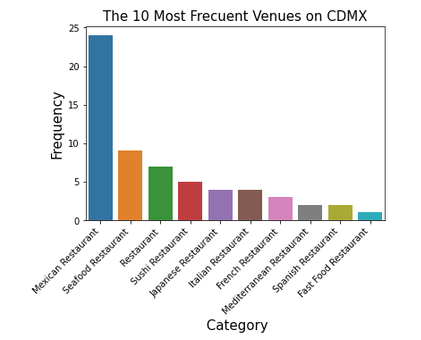 The 10 Most Frecuent Venues on CDMX
Frequency
25
20
15
10
5
0
Mexican Restaurant
Seafood Restaurant
Restaurant
Sushi Restaurant
Japanese Restaurant
Italian Restaurant
French Restaurant
Mediterranean Restaurant
Spanish Restaurant
Fast Food Restaurant
Category